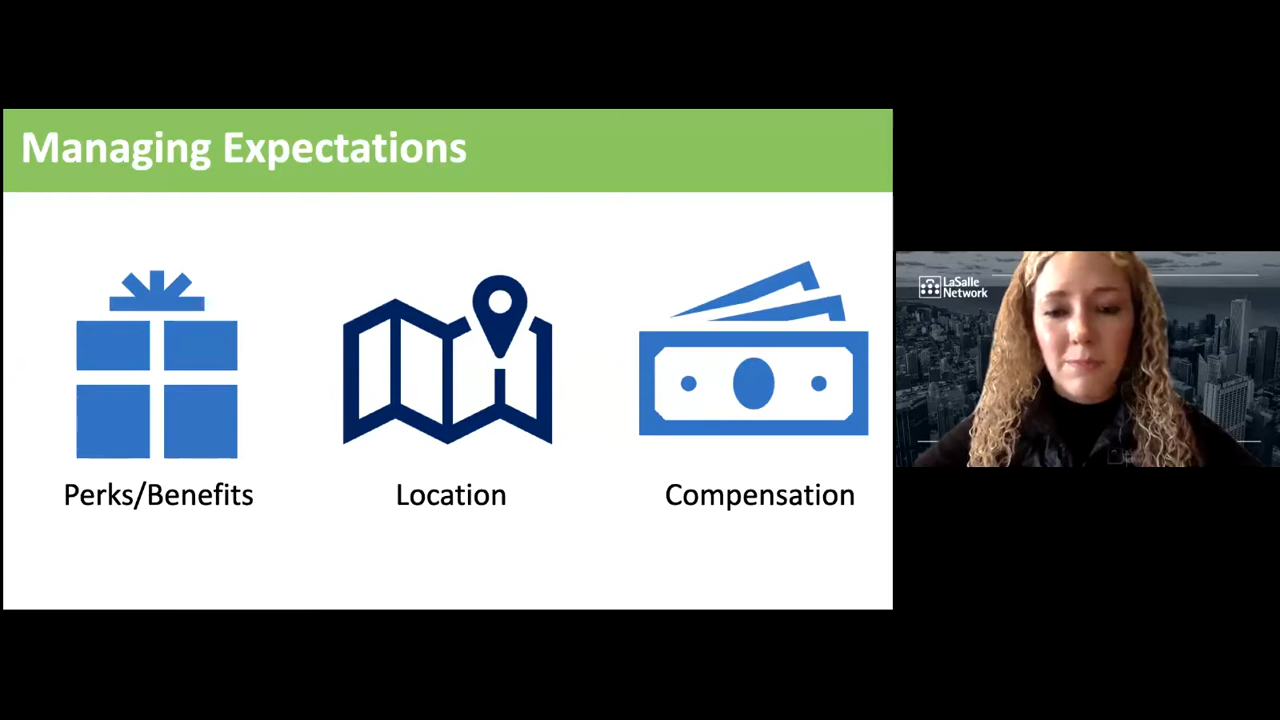 Managing Expectations
Perks/Benefits
Location
Compensation
LaSalle
Network